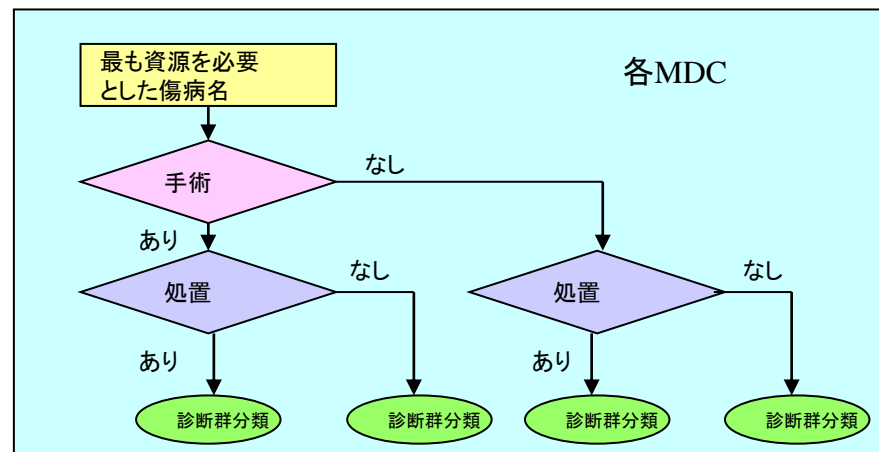 最も資源を必要
とした傷病名
各MDC
手術
なし
あり
処置
なし
処置
なし
あり
あり
診断群分類
診断群分類
診断群分類
診断群分類